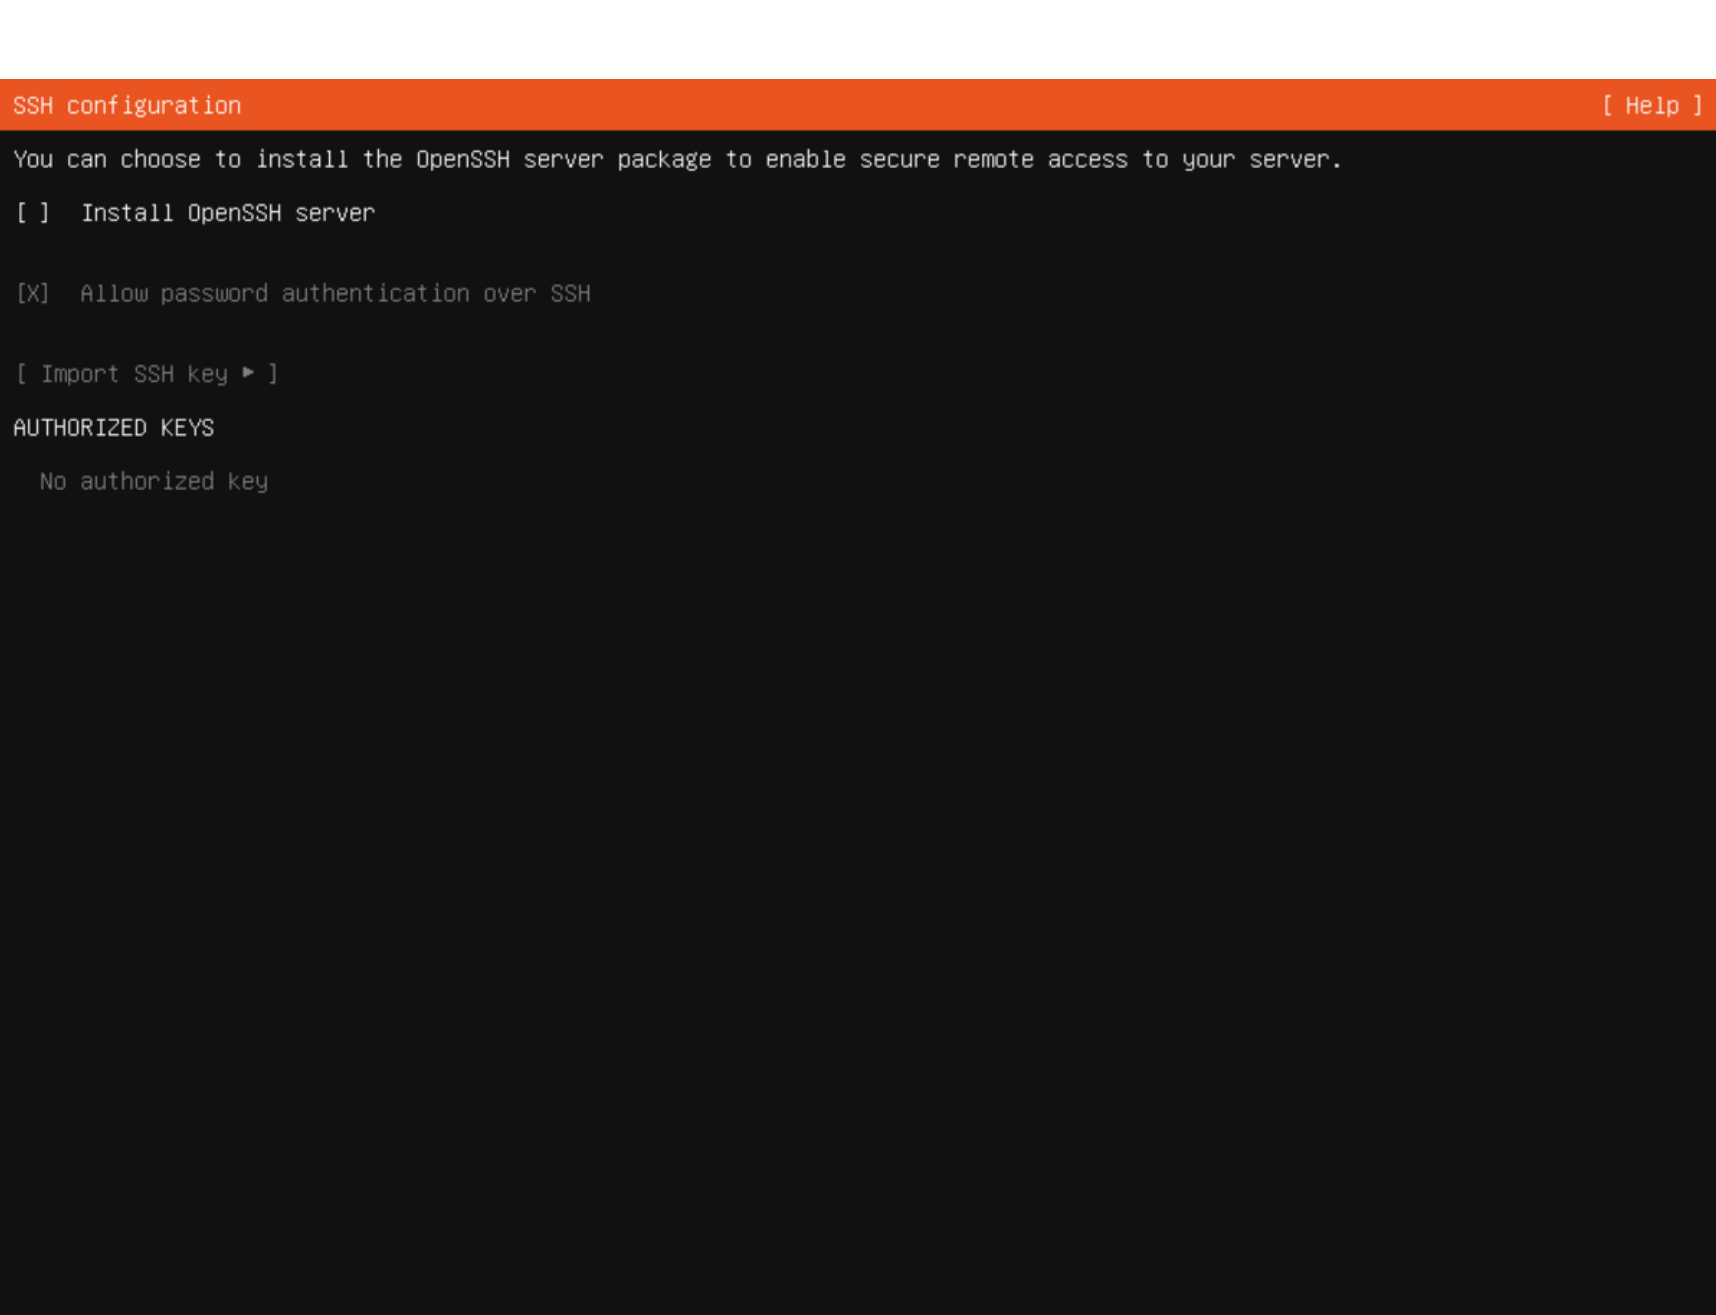 SSH configuration [ Help ]
You can choose to install the OpenSSH server package to enable secure remote access to your server.
[ ] Install OpenSSH server
[X] Allow password authentication over SSH
[ Import SSH key ▸ ]
AUTHORIZED KEYS
No authorized key